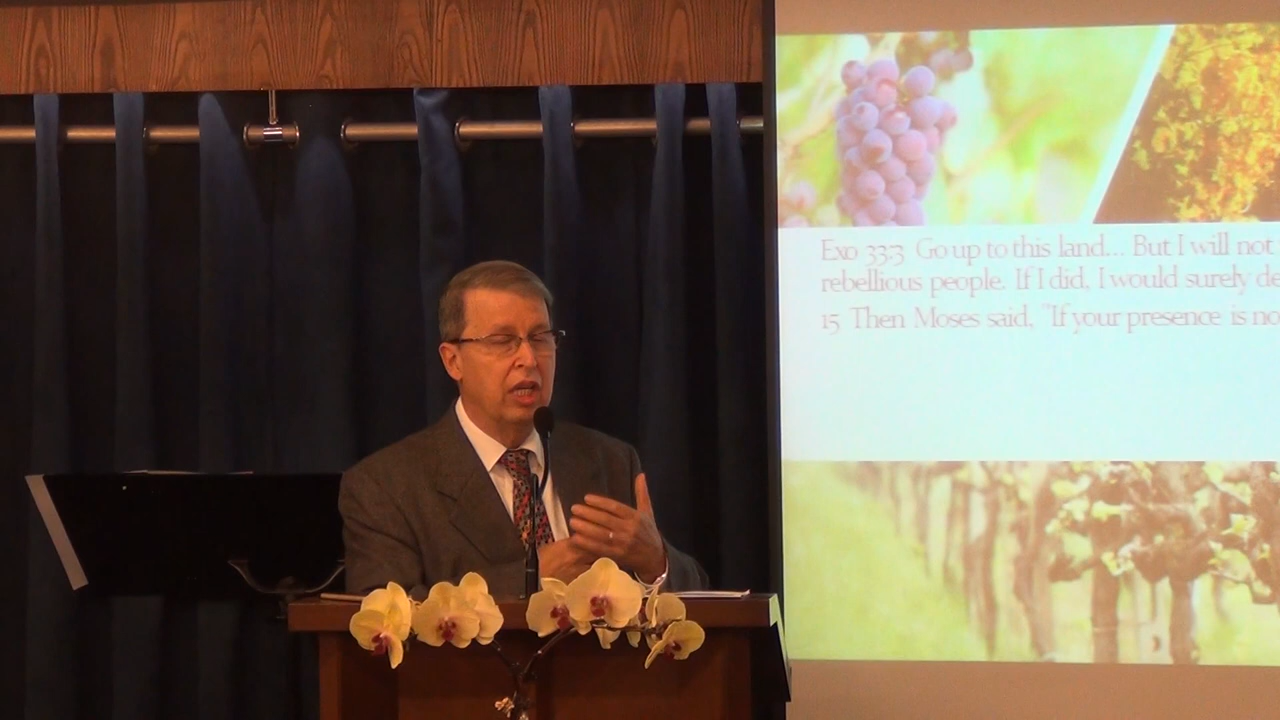 Exo 33:3 Go up to this land... But I will not
rebellious people. If I did, I would surely de
15 Then Moses said, "If your presence is no